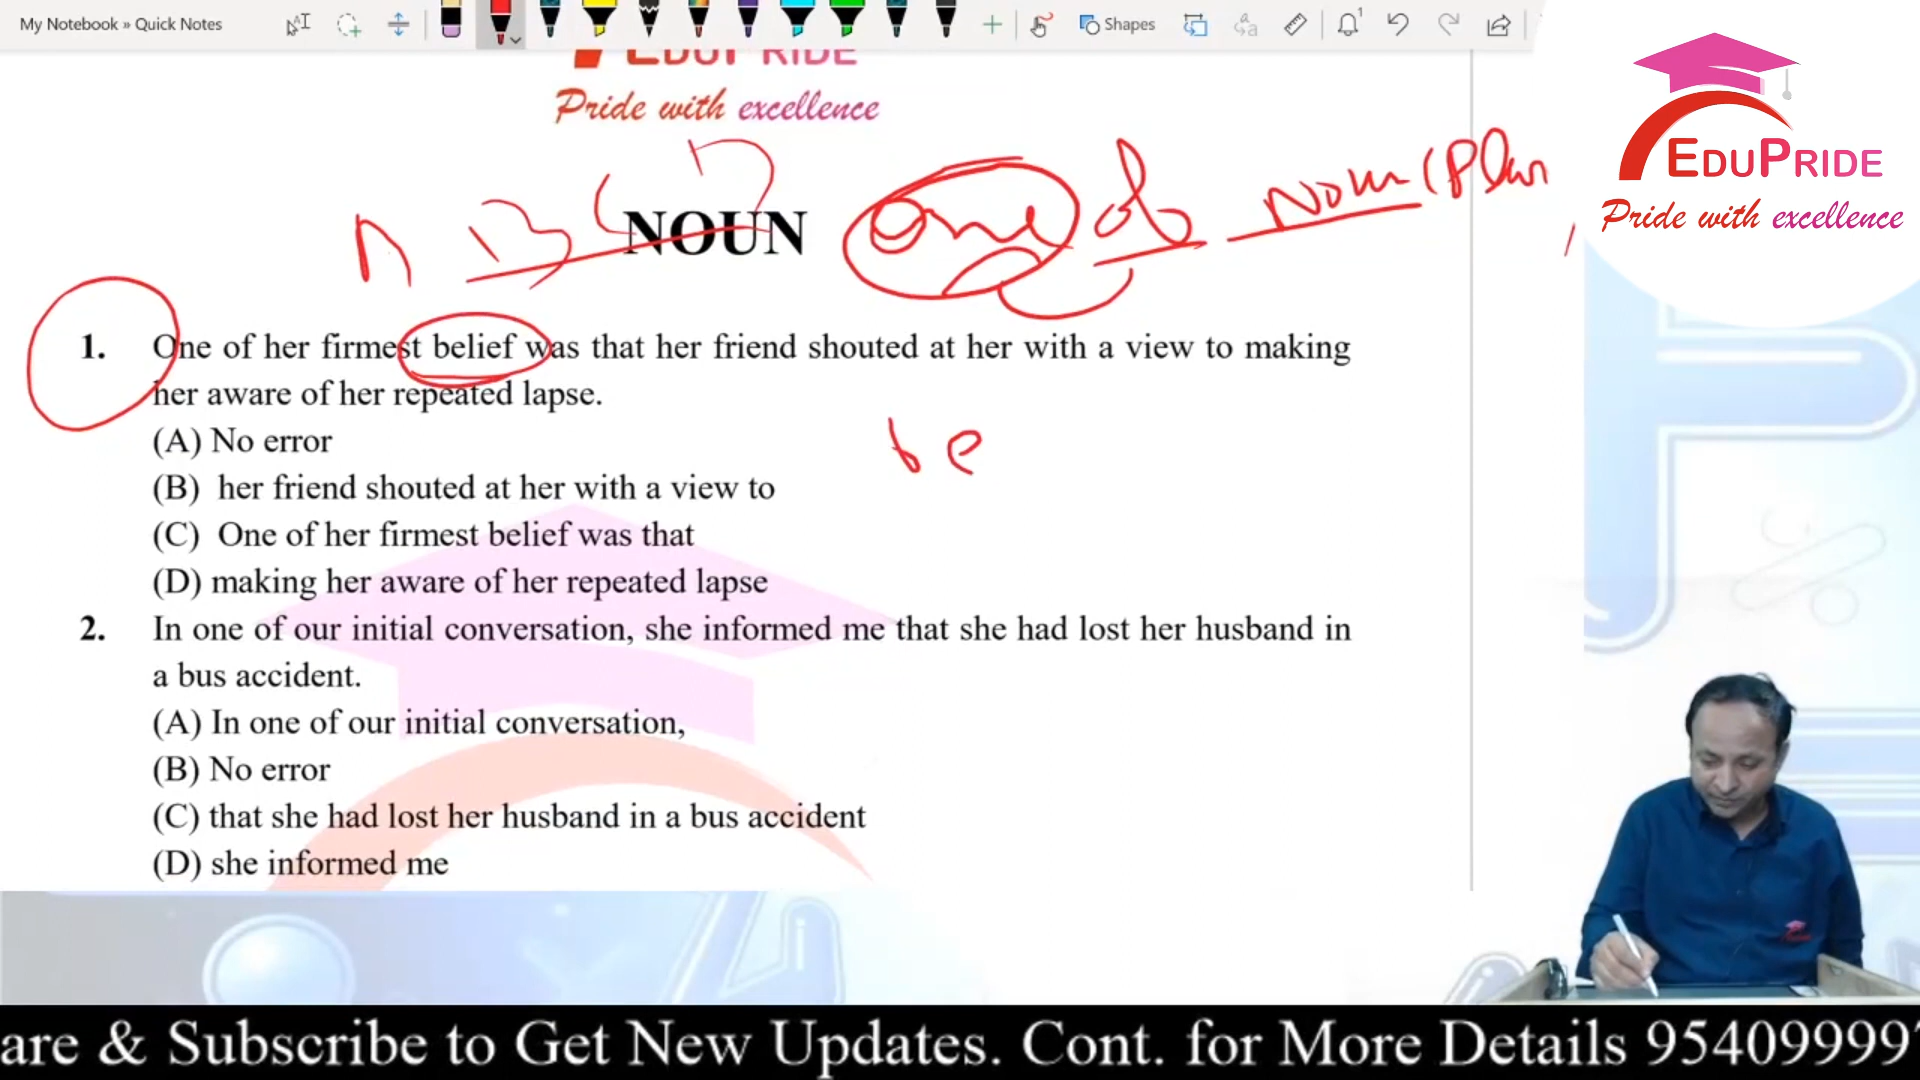 My Notebook » Quick Notes
Shapes
1
EDUPRIDE
Pride with excellence
EDUPRIDE
Pride with excellence
NOUN
one of Noun (Plur
1. One of her firmest belief was that her friend shouted at her with a view to making
her aware of her repeated lapse.
be
(A) No error
(B) her friend shouted at her with a view to
(C) One of her firmest belief was that
(D) making her aware of her repeated lapse
2. In one of our initial conversation, she informed me that she had lost her husband in
a bus accident.
(A) In one of our initial conversation,
(B) No error
(C) that she had lost her husband in a bus accident
(D) she informed me
are & Subscribe to Get New Updates. Cont. for More Details 95409999